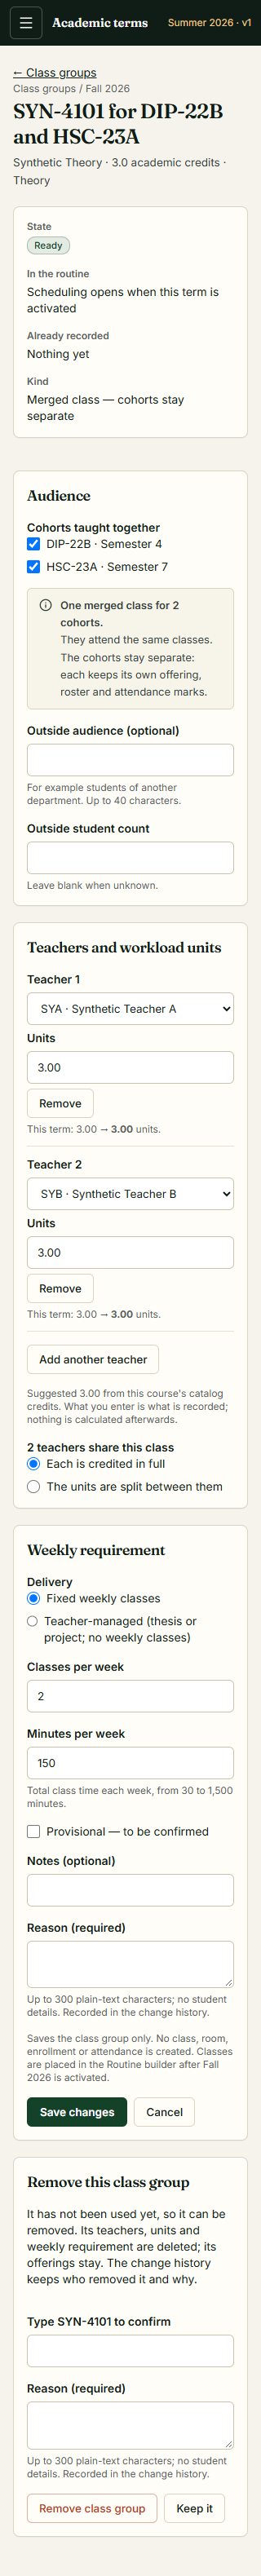 Academic terms
Summer 2026 · v1
← Class groups
Class groups / Fall 2026
SYN-4101 for DIP-22B
and HSC-23A
Synthetic Theory · 3.0 academic credits ·
Theory
State
Ready
In the routine
Scheduling opens when this term is
activated
Already recorded
Nothing yet
Kind
Merged class — cohorts stay
separate
Audience
Cohorts taught together
DIP-22B · Semester 4
HSC-23A · Semester 7
One merged class for 2
cohorts.
They attend the same classes.
The cohorts stay separate:
each keeps its own offering,
roster and attendance marks.
Outside audience (optional)
For example students of another
department. Up to 40 characters.
Outside student count
Leave blank when unknown.
Teachers and workload units
Teacher 1
SYA · Synthetic Teacher A
Units
3.00
Remove
This term: 3.00 → 3.00 units.
Teacher 2
SYB · Synthetic Teacher B
Units
3.00
Remove
This term: 3.00 → 3.00 units.
Add another teacher
Suggested 3.00 from this course's catalog
credits. What you enter is what is recorded;
nothing is calculated afterwards.
2 teachers share this class
Each is credited in full
The units are split between them
Weekly requirement
Delivery
Fixed weekly classes
Teacher-managed (thesis or
project; no weekly classes)
Classes per week
2
Minutes per week
150
Total class time each week, from 30 to 1,500
minutes.
Provisional — to be confirmed
Notes (optional)
Reason (required)
Up to 300 plain-text characters; no student
details. Recorded in the change history.
Saves the class group only. No class, room,
enrollment or attendance is created. Classes
are placed in the Routine builder after Fall
2026 is activated.
Save changes
Cancel
Remove this class group
It has not been used yet, so it can be
removed. Its teachers, units and
weekly requirement are deleted; its
offerings stay. The change history
keeps who removed it and why.
Type SYN-4101 to confirm
Reason (required)
Up to 300 plain-text characters; no student
details. Recorded in the change history.
Remove class group
Keep it